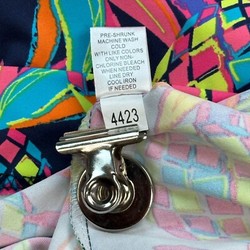 PRE-SHRUNK
MACHINE WASH
COLD
WITH LIKE COLORS
ONLY NON-
CHLORINE BLEACH
WHEN NEEDED
LINE DRY
COOL IRON
IF NEEDED
4423